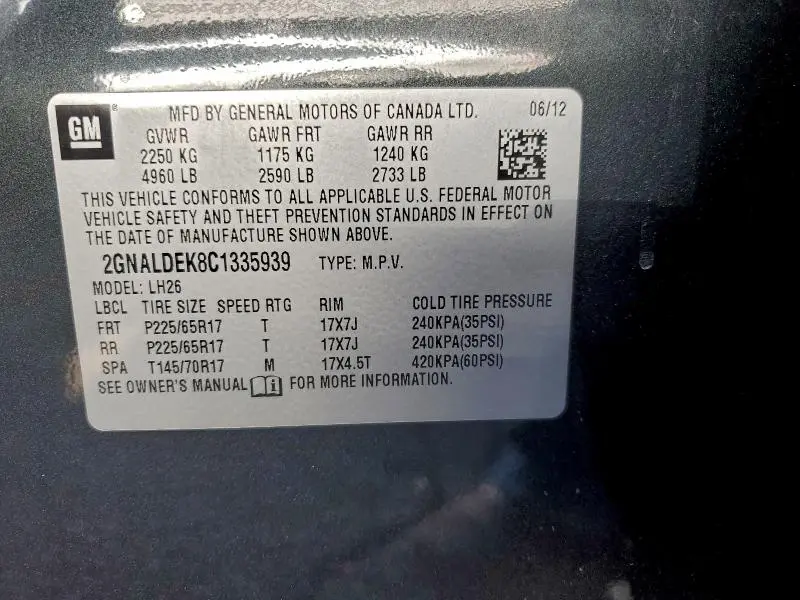 GM ® MFD BY GENERAL MOTORS OF CANADA LTD. 06/12
GVWR GAWR FRT GAWR RR
2250 KG 1175 KG 1240 KG
4960 LB 2590 LB 2733 LB
THIS VEHICLE CONFORMS TO ALL APPLICABLE U.S. FEDERAL MOTOR
VEHICLE SAFETY AND THEFT PREVENTION STANDARDS IN EFFECT ON
THE DATE OF MANUFACTURE SHOWN ABOVE.
2GNALDEK8C1335939 TYPE: M.P.V.
MODEL: LH26
LBCL TIRE SIZE SPEED RTG RIM COLD TIRE PRESSURE
FRT P225/65R17 T 17X7J 240KPA(35PSI)
RR P225/65R17 T 17X7J 240KPA(35PSI)
SPA T145/70R17 M 17X4.5T 420KPA(60PSI)
SEE OWNER'S MANUAL i FOR MORE INFORMATION.